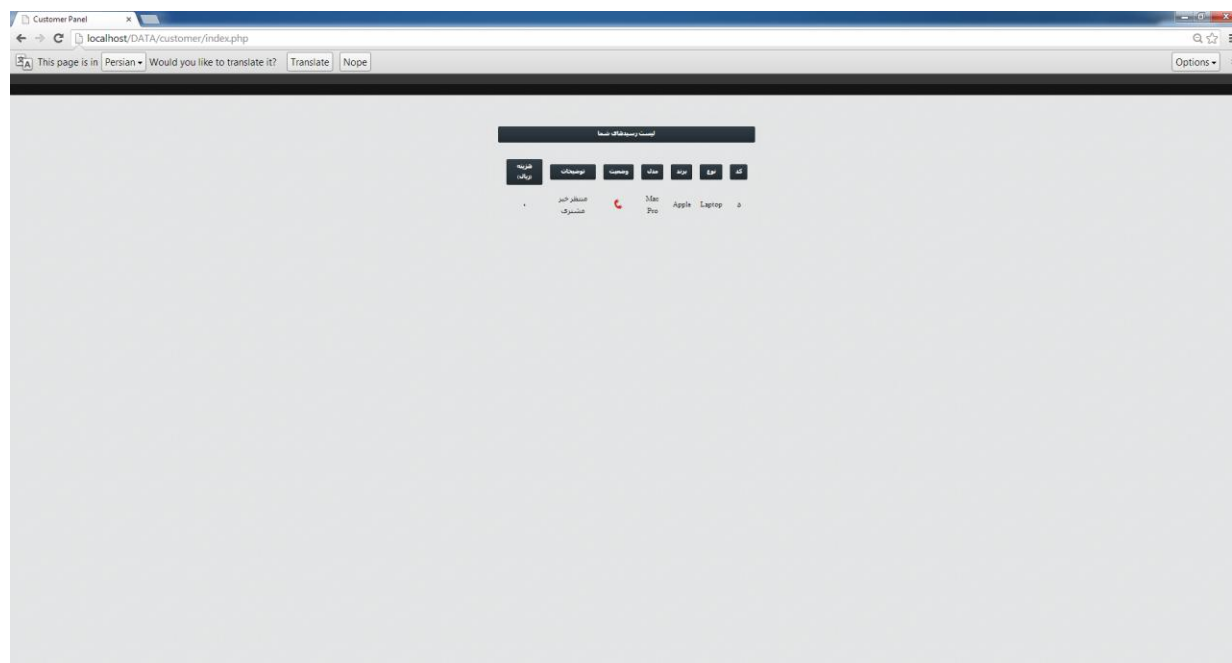 Customer Panel
localhost/DATA/customer/index.php
This page is in Persian Would you like to translate it? Translate Nope Options
لیست رسیدهای شما
کد نوع برند مدل وضعیت توضیحات هزینه
(ریال)
۵ Laptop Apple Mac منتظر خبر ۰
Pro مشتری